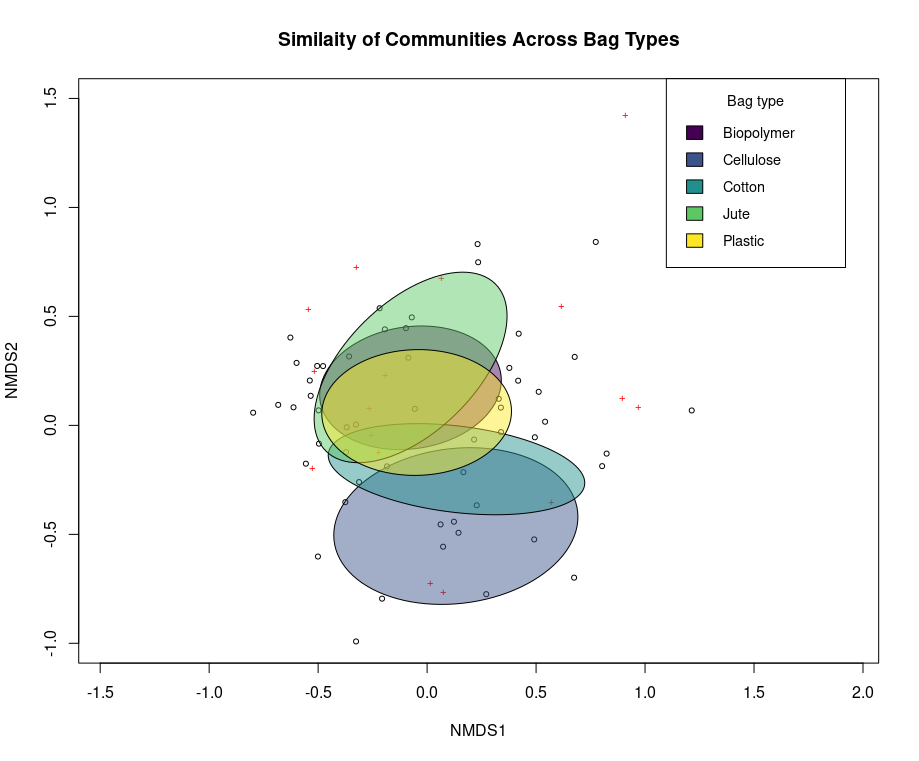 Similaity of Communities Across Bag Types
Bag type
Biopolymer
Cellulose
Cotton
Jute
Plastic
NMDS2
1.5
1.0
0.5
0.0
-0.5
-1.0
-1.5 -1.0 -0.5 0.0 0.5 1.0 1.5 2.0
NMDS1